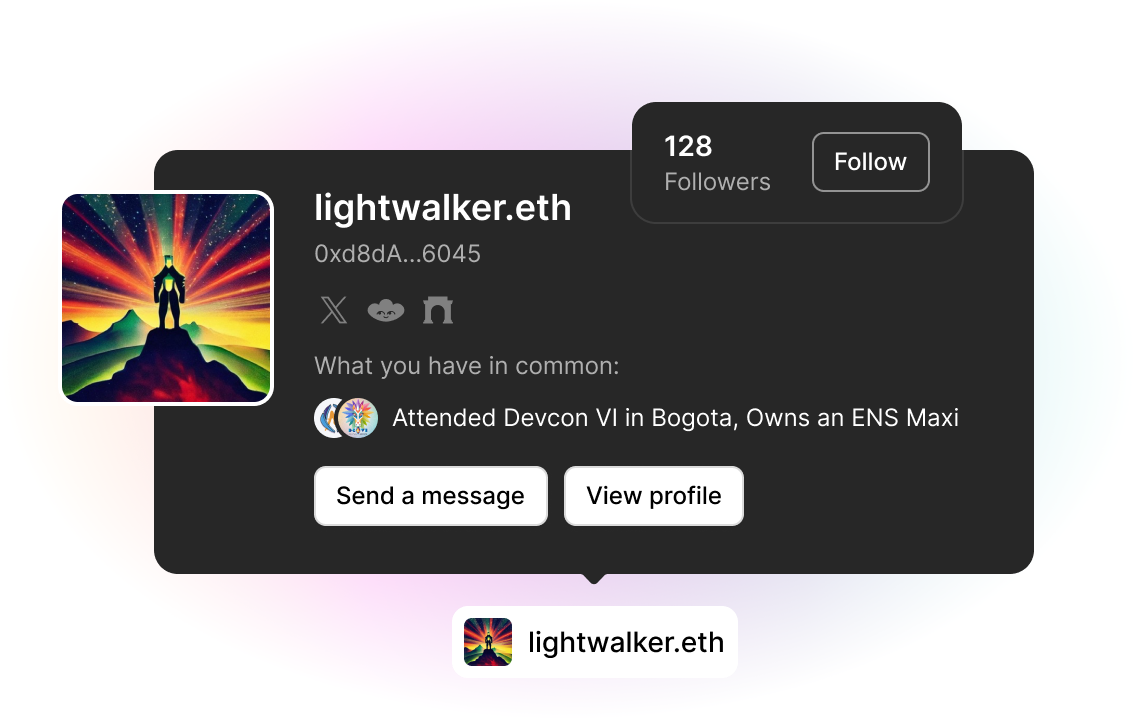 128
Followers
Follow
lightwalker.eth
0xd8dA...6045
What you have in common:
Attended Devcon VI in Bogota, Owns an ENS Maxi
Send a message
View profile
lightwalker.eth